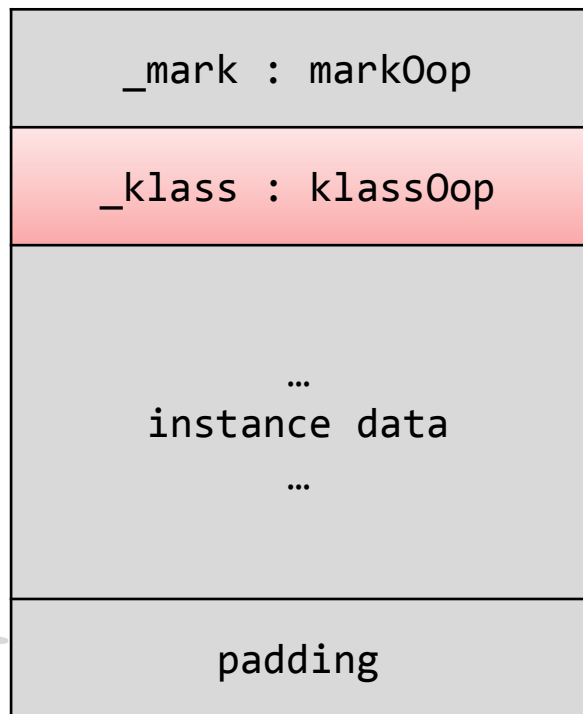 _mark : markOop
_klass : klassOop
…
instance data
…
padding